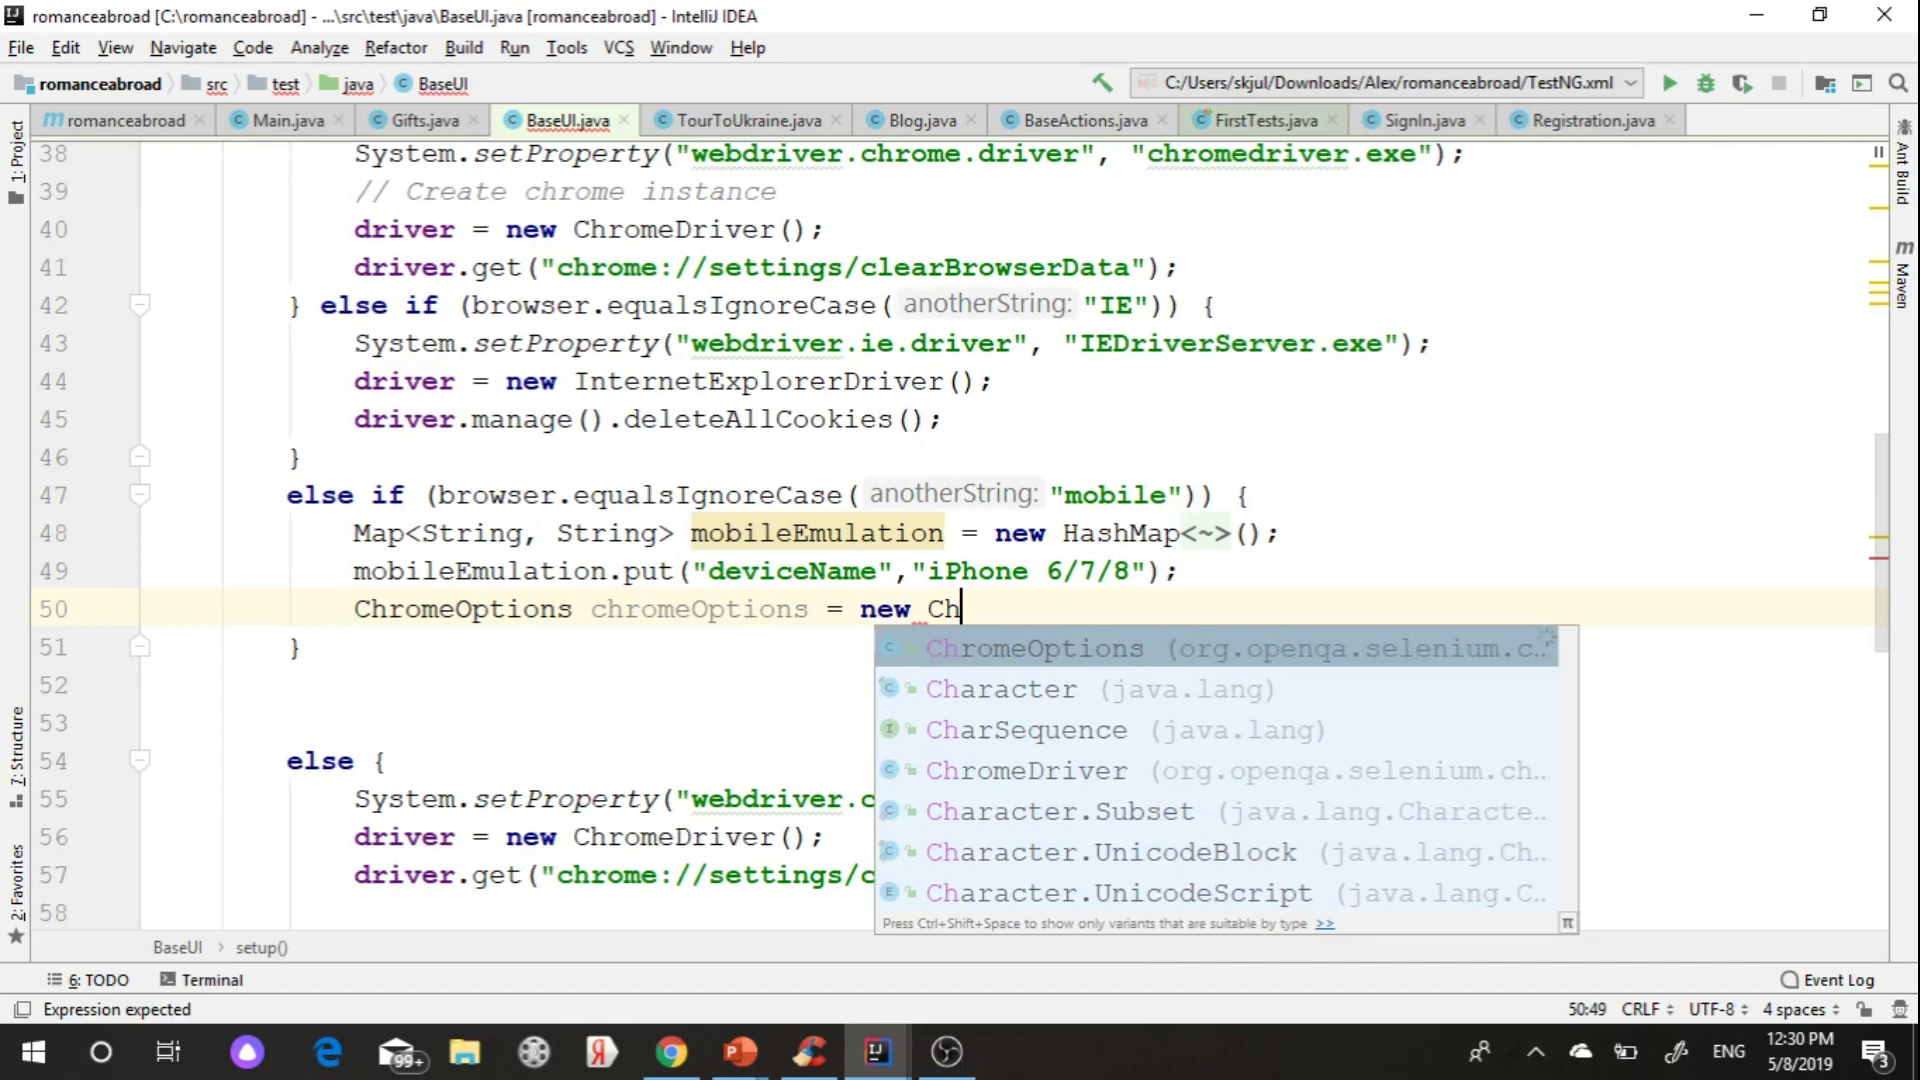 romanceabroad [C:\romanceabroad] - ...\src\test\java\BaseUI.java [romanceabroad] - IntelliJ IDEA
File Edit View Navigate Code Analyze Refactor Build Run Tools VCS Window Help
romanceabroad src test java BaseUI C:/Users/skjul/Downloads/Alex/romanceabroad/TestNG.xml
romanceabroad Main.java Gifts.java BaseUI.java TourToUkraine.java Blog.java BaseActions.java FirstTests.java SignIn.java Registration.java
1: Project
7: Structure
2: Favorites
Ant Build
Maven
38 System.setProperty("webdriver.chrome.driver", "chromedriver.exe");
39 // Create chrome instance
40 driver = new ChromeDriver();
41 driver.get("chrome://settings/clearBrowserData");
42 } else if (browser.equalsIgnoreCase( anotherString: "IE")) {
43 System.setProperty("webdriver.ie.driver", "IEDriverServer.exe");
44 driver = new InternetExplorerDriver();
45 driver.manage().deleteAllCookies();
46 }
47 else if (browser.equalsIgnoreCase( anotherString: "mobile")) {
48 Map<String, String> mobileEmulation = new HashMap<~>();
49 mobileEmulation.put("deviceName","iPhone 6/7/8");
50 ChromeOptions chromeOptions = new Ch
51 }
52
53
54 else {
55 System.setProperty("webdriver.c
56 driver = new ChromeDriver();
57 driver.get("chrome://settings/c
58
ChromeOptions (org.openqa.selenium.c..
Character (java.lang)
CharSequence (java.lang)
ChromeDriver (org.openqa.selenium.ch..
Character.Subset (java.lang.Characte..
Character.UnicodeBlock (java.lang.Ch..
Character.UnicodeScript (java.lang.C..
Press Ctrl+Shift+Space to show only variants that are suitable by type >> π
BaseUI setup()
6: TODO Terminal Event Log
Expression expected 50:49 CRLF UTF-8 4 spaces
99+ ENG 12:30 PM
5/8/2019 3